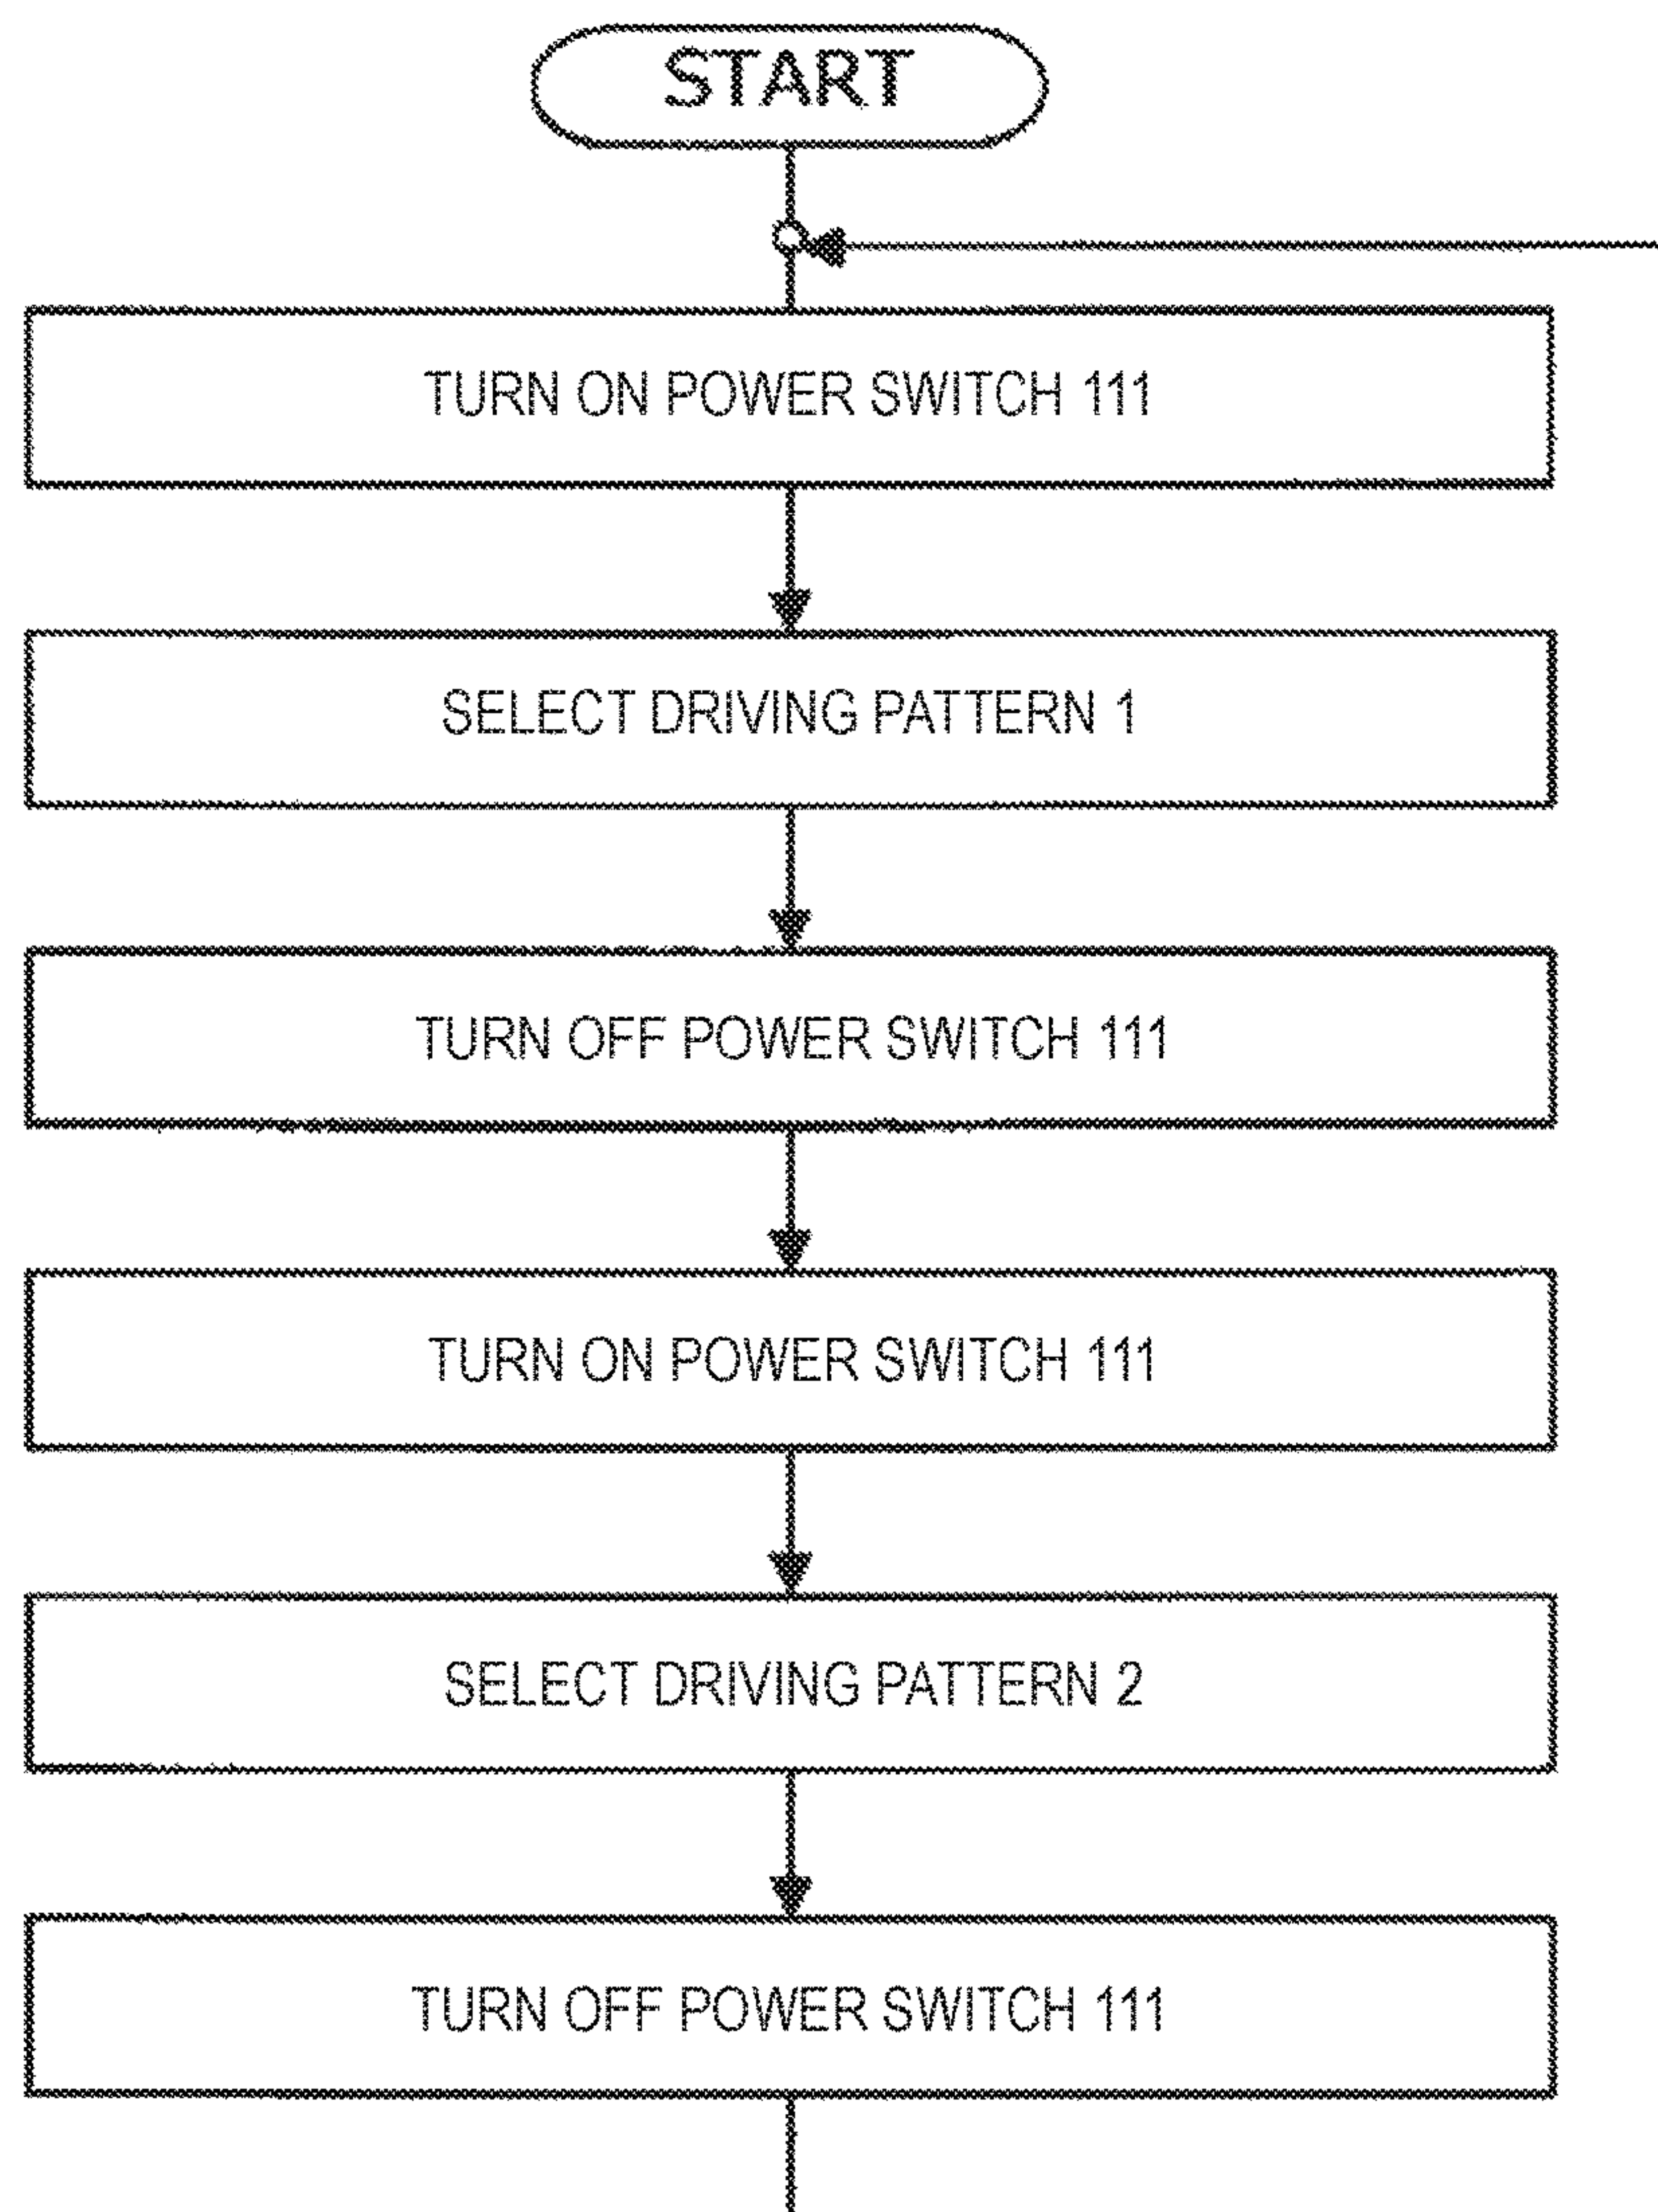 START
TURN ON POWER SWITCH 111
SELECT DRIVING PATTERN 1
TURN OFF POWER SWITCH 111
TURN ON POWER SWITCH 111
SELECT DRIVING PATTERN 2
TURN OFF POWER SWITCH 111